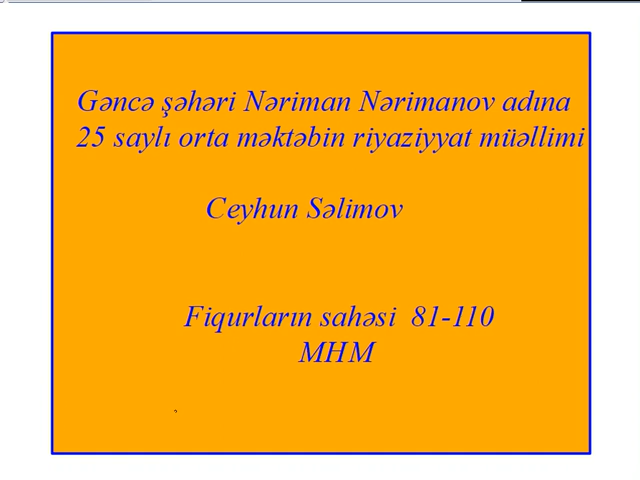 Gəncə şəhəri Nəriman Nərimanov adına
25 saylı orta məktəbin riyaziyyat müəllimi
Ceyhun Səlimov
Fiqurların sahəsi 81-110
MHM